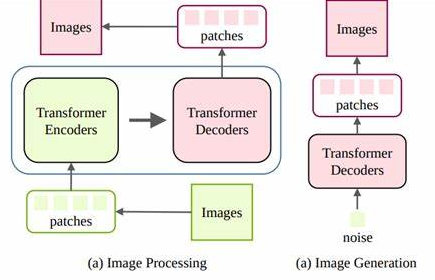 Images
patches
Transformer
Encoders
Transformer
Decoders
patches
Images
(a) Image Processing
Images
patches
Transformer
Decoders
noise
(a) Image Generation